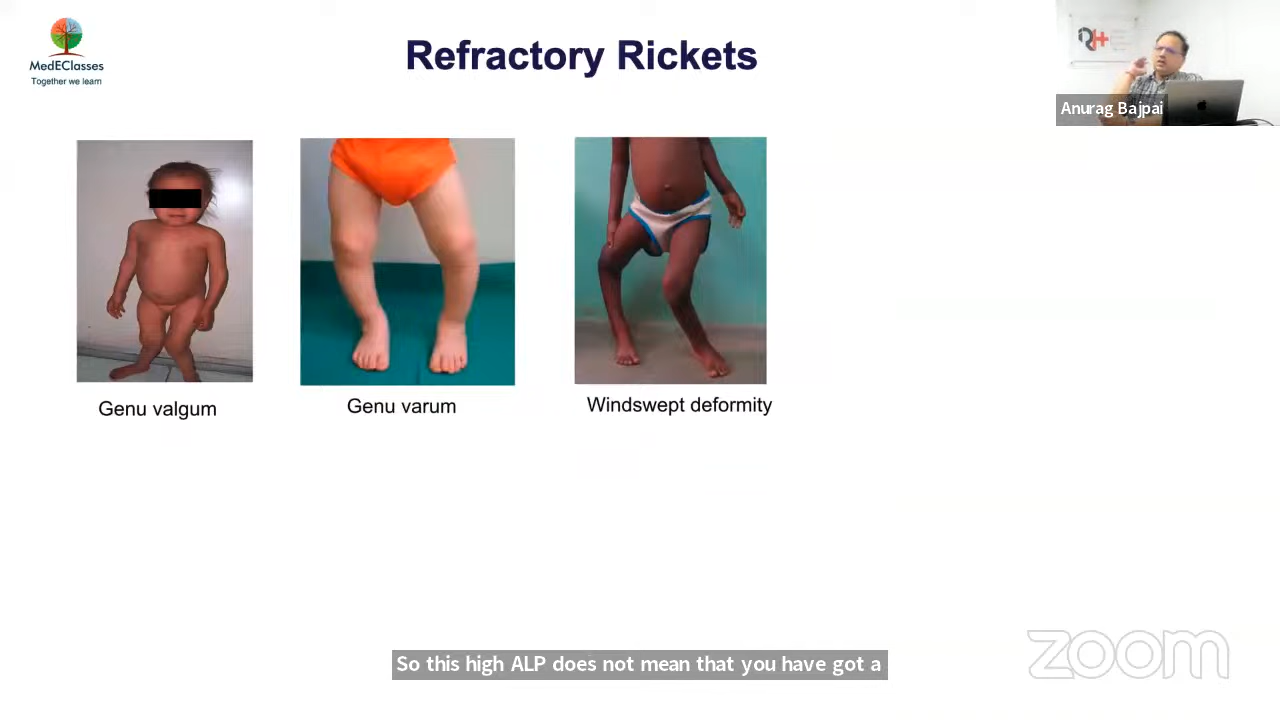 MedEClasses
Together we learn
Refractory Rickets
Anurag Bajpai
Genu valgum
Genu varum
Windswept deformity
So this high ALP does not mean that you have got a
zoom